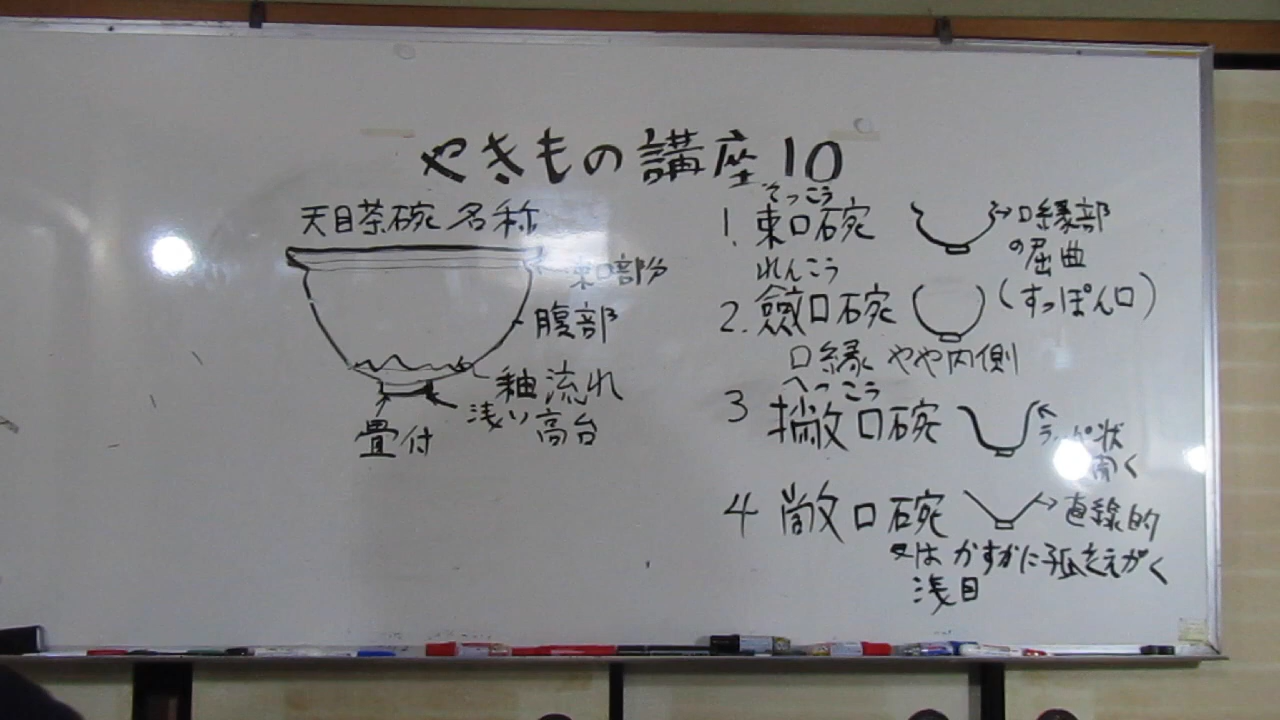 やきもの講座 10
天目茶碗 名称
束口部分
腹部
釉流れ
浅い高台
畳付
そっこう
1. 束口碗 口縁部
の屈曲
れんこう
2. 斂口碗 (すっぽん口)
口縁 やや内側
へっこう
3 撇口碗 ラッパ状
開く
4 敞口碗 直線的
又は かすかに弧をえがく
浅目